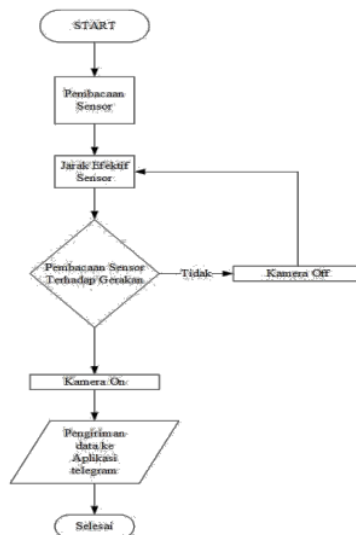 START
Pembacaan
Sensor
Jarak Efektif
Sensor
Pembacaan Sensor
Terhadap Gerakan
Tidak
Kamera Off
Kamera On
Pengiriman
data ke
Aplikasi
telegram
Selesai